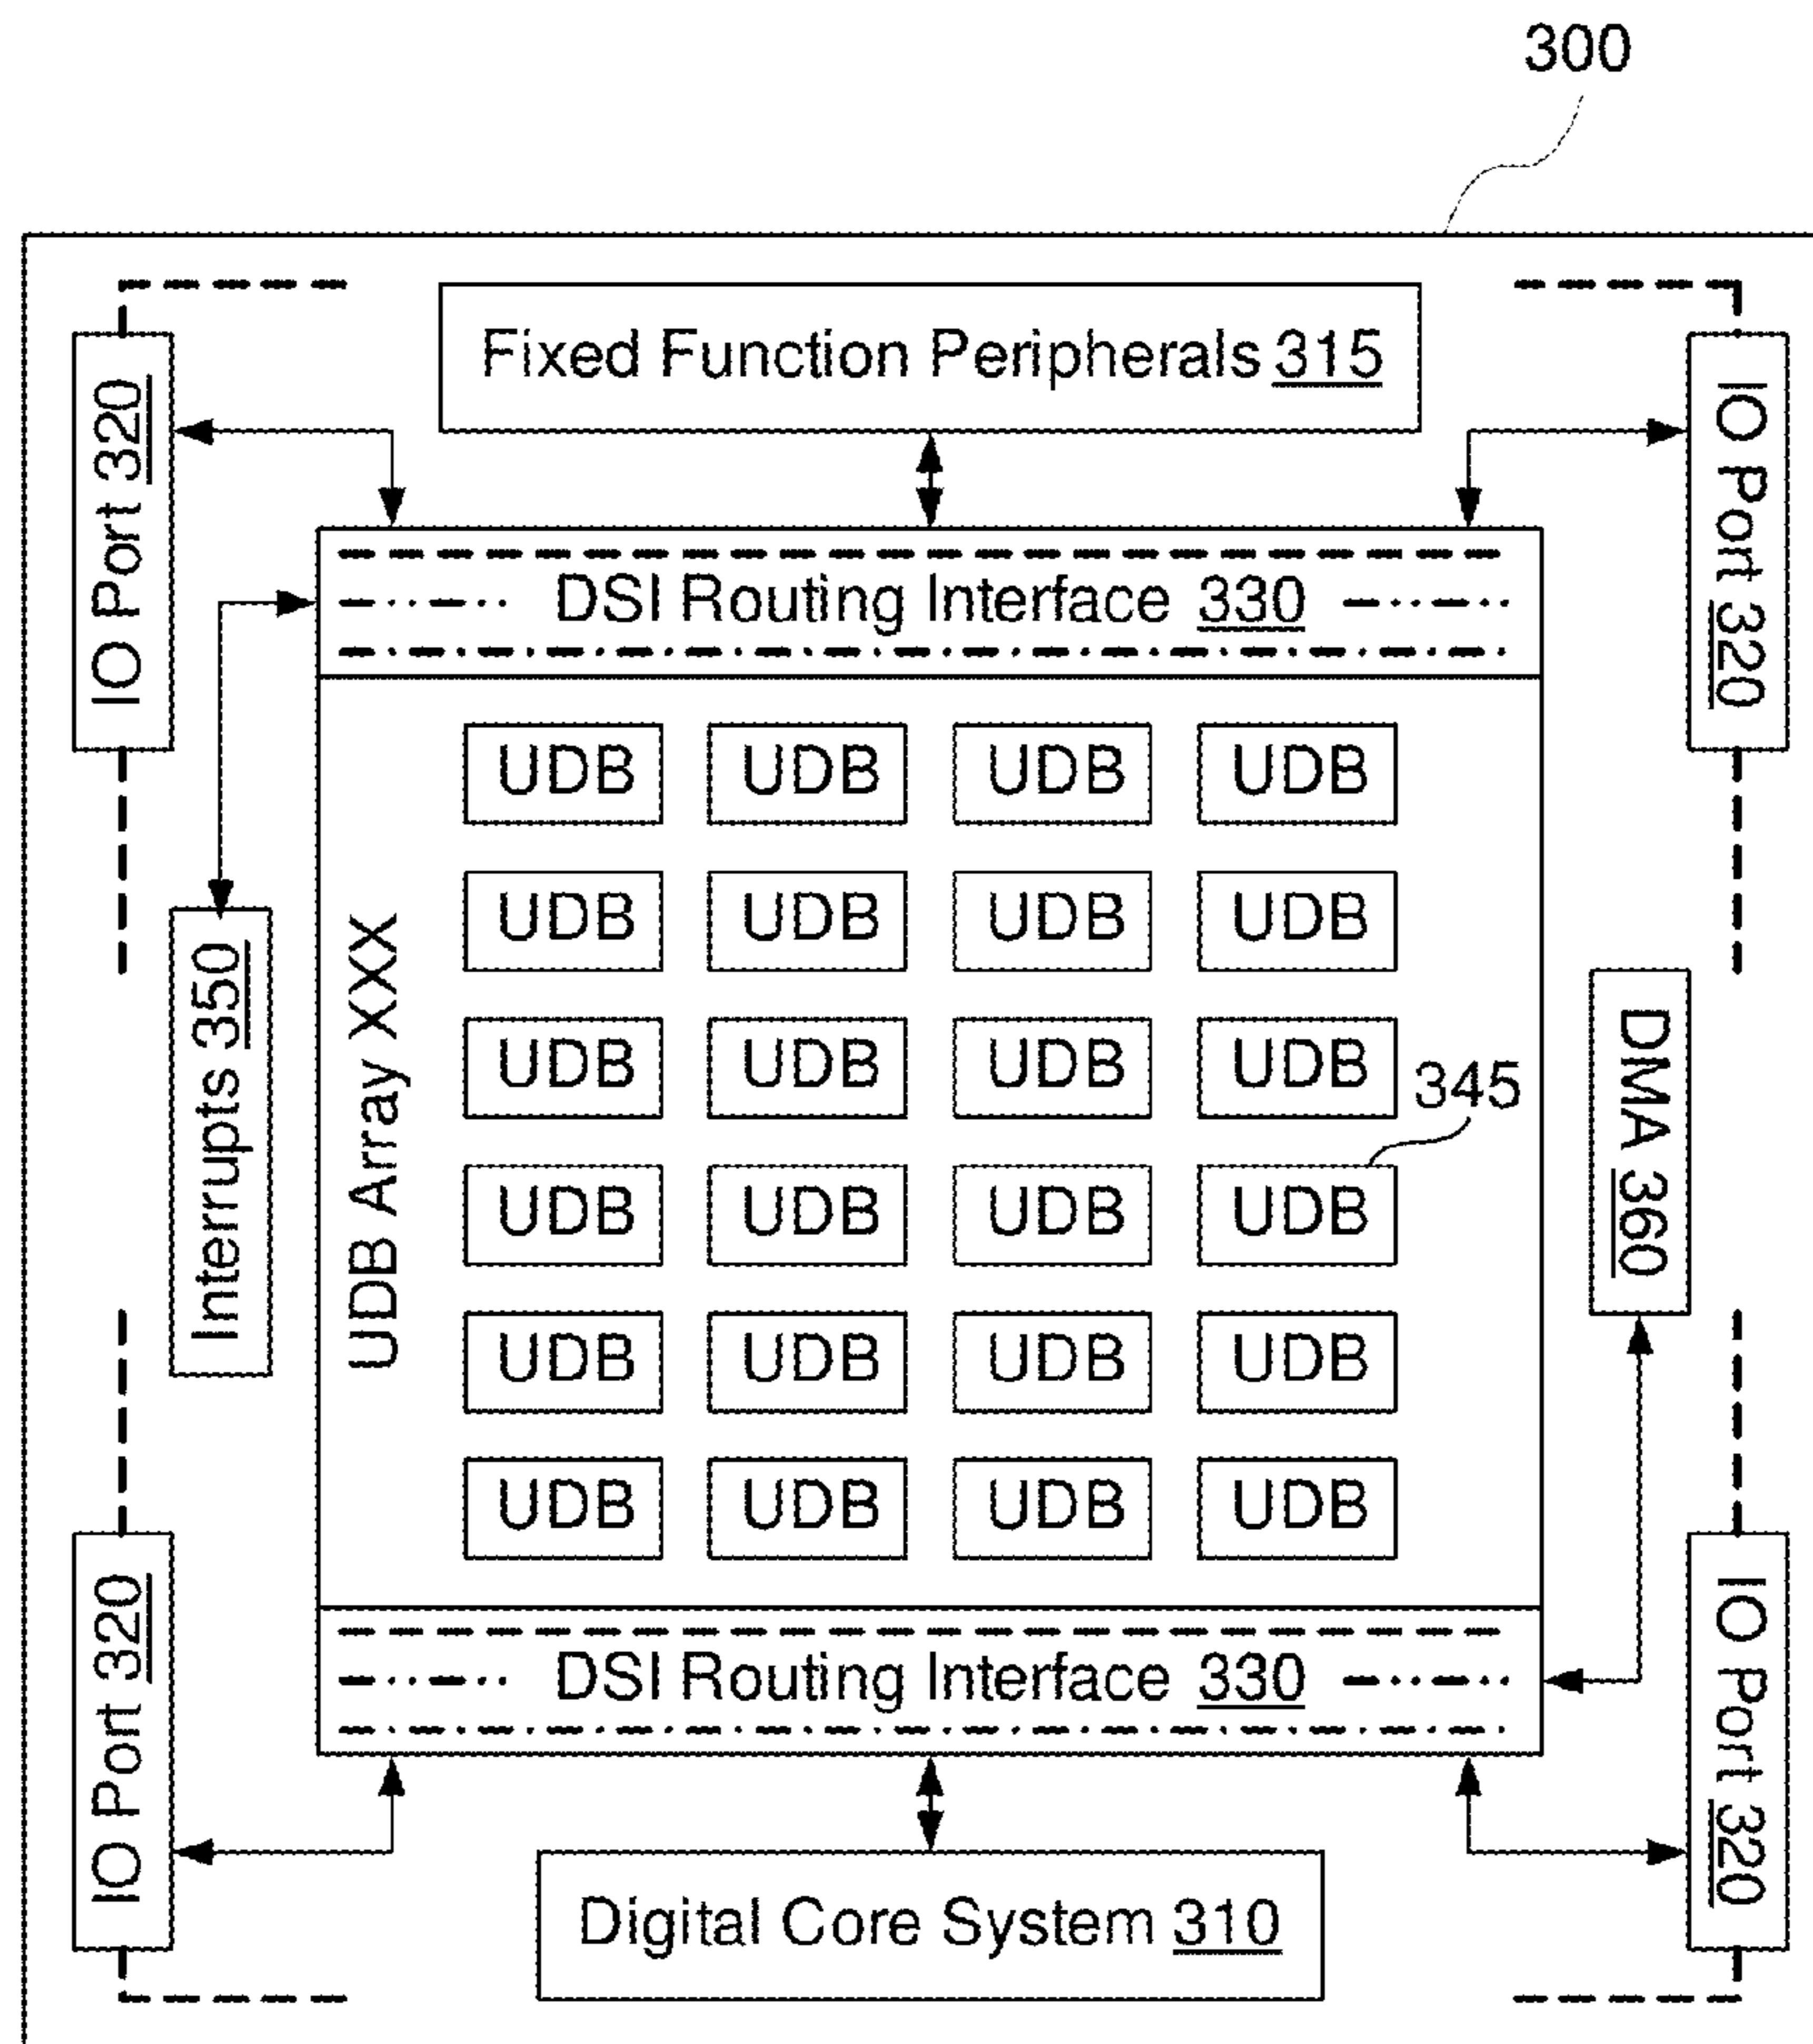 300
Fixed Function Peripherals 315
IO Port 320
IO Port 320
DSI Routing Interface 330
UDB UDB UDB UDB
UDB UDB UDB UDB
UDB UDB UDB UDB
345
UDB UDB UDB UDB
UDB UDB UDB UDB
UDB UDB UDB UDB
UDB Array XXX
Interrupts 350
DMA 360
DSI Routing Interface 330
IO Port 320
IO Port 320
Digital Core System 310